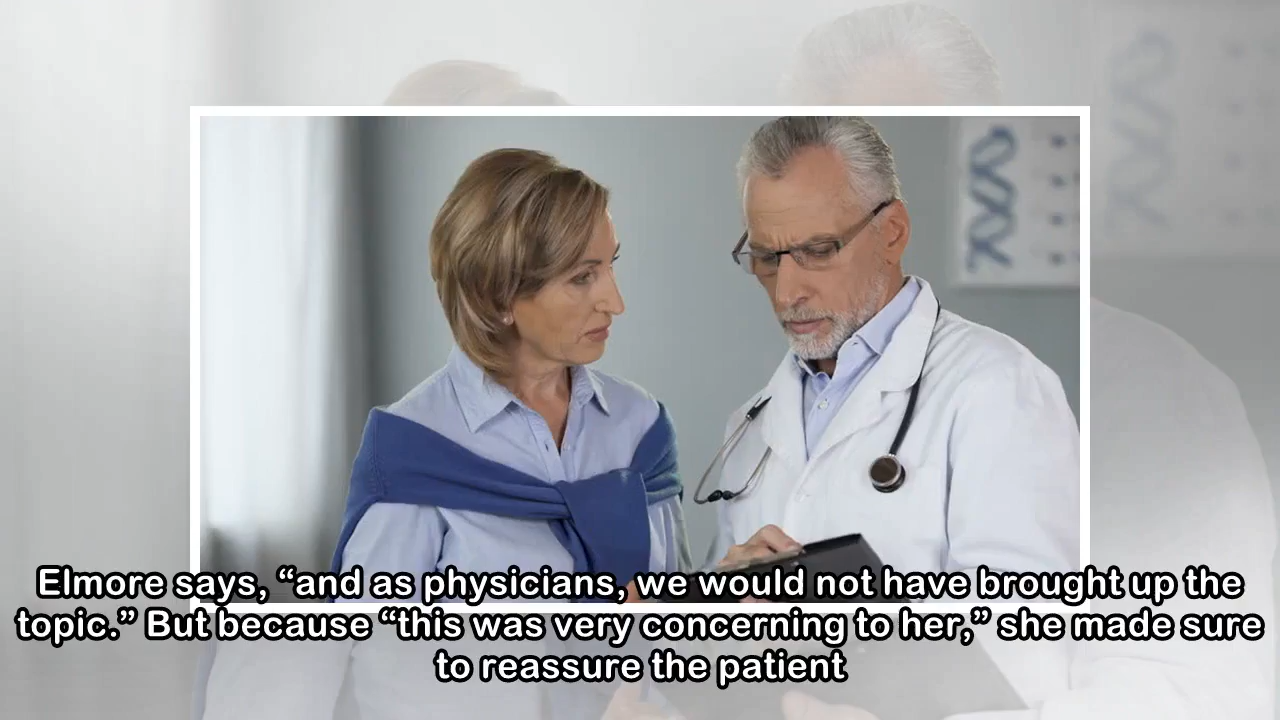 Elmore says, “and as physicians, we would not have brought up the
topic.” But because “this was very concerning to her,” she made sure
to reassure the patient